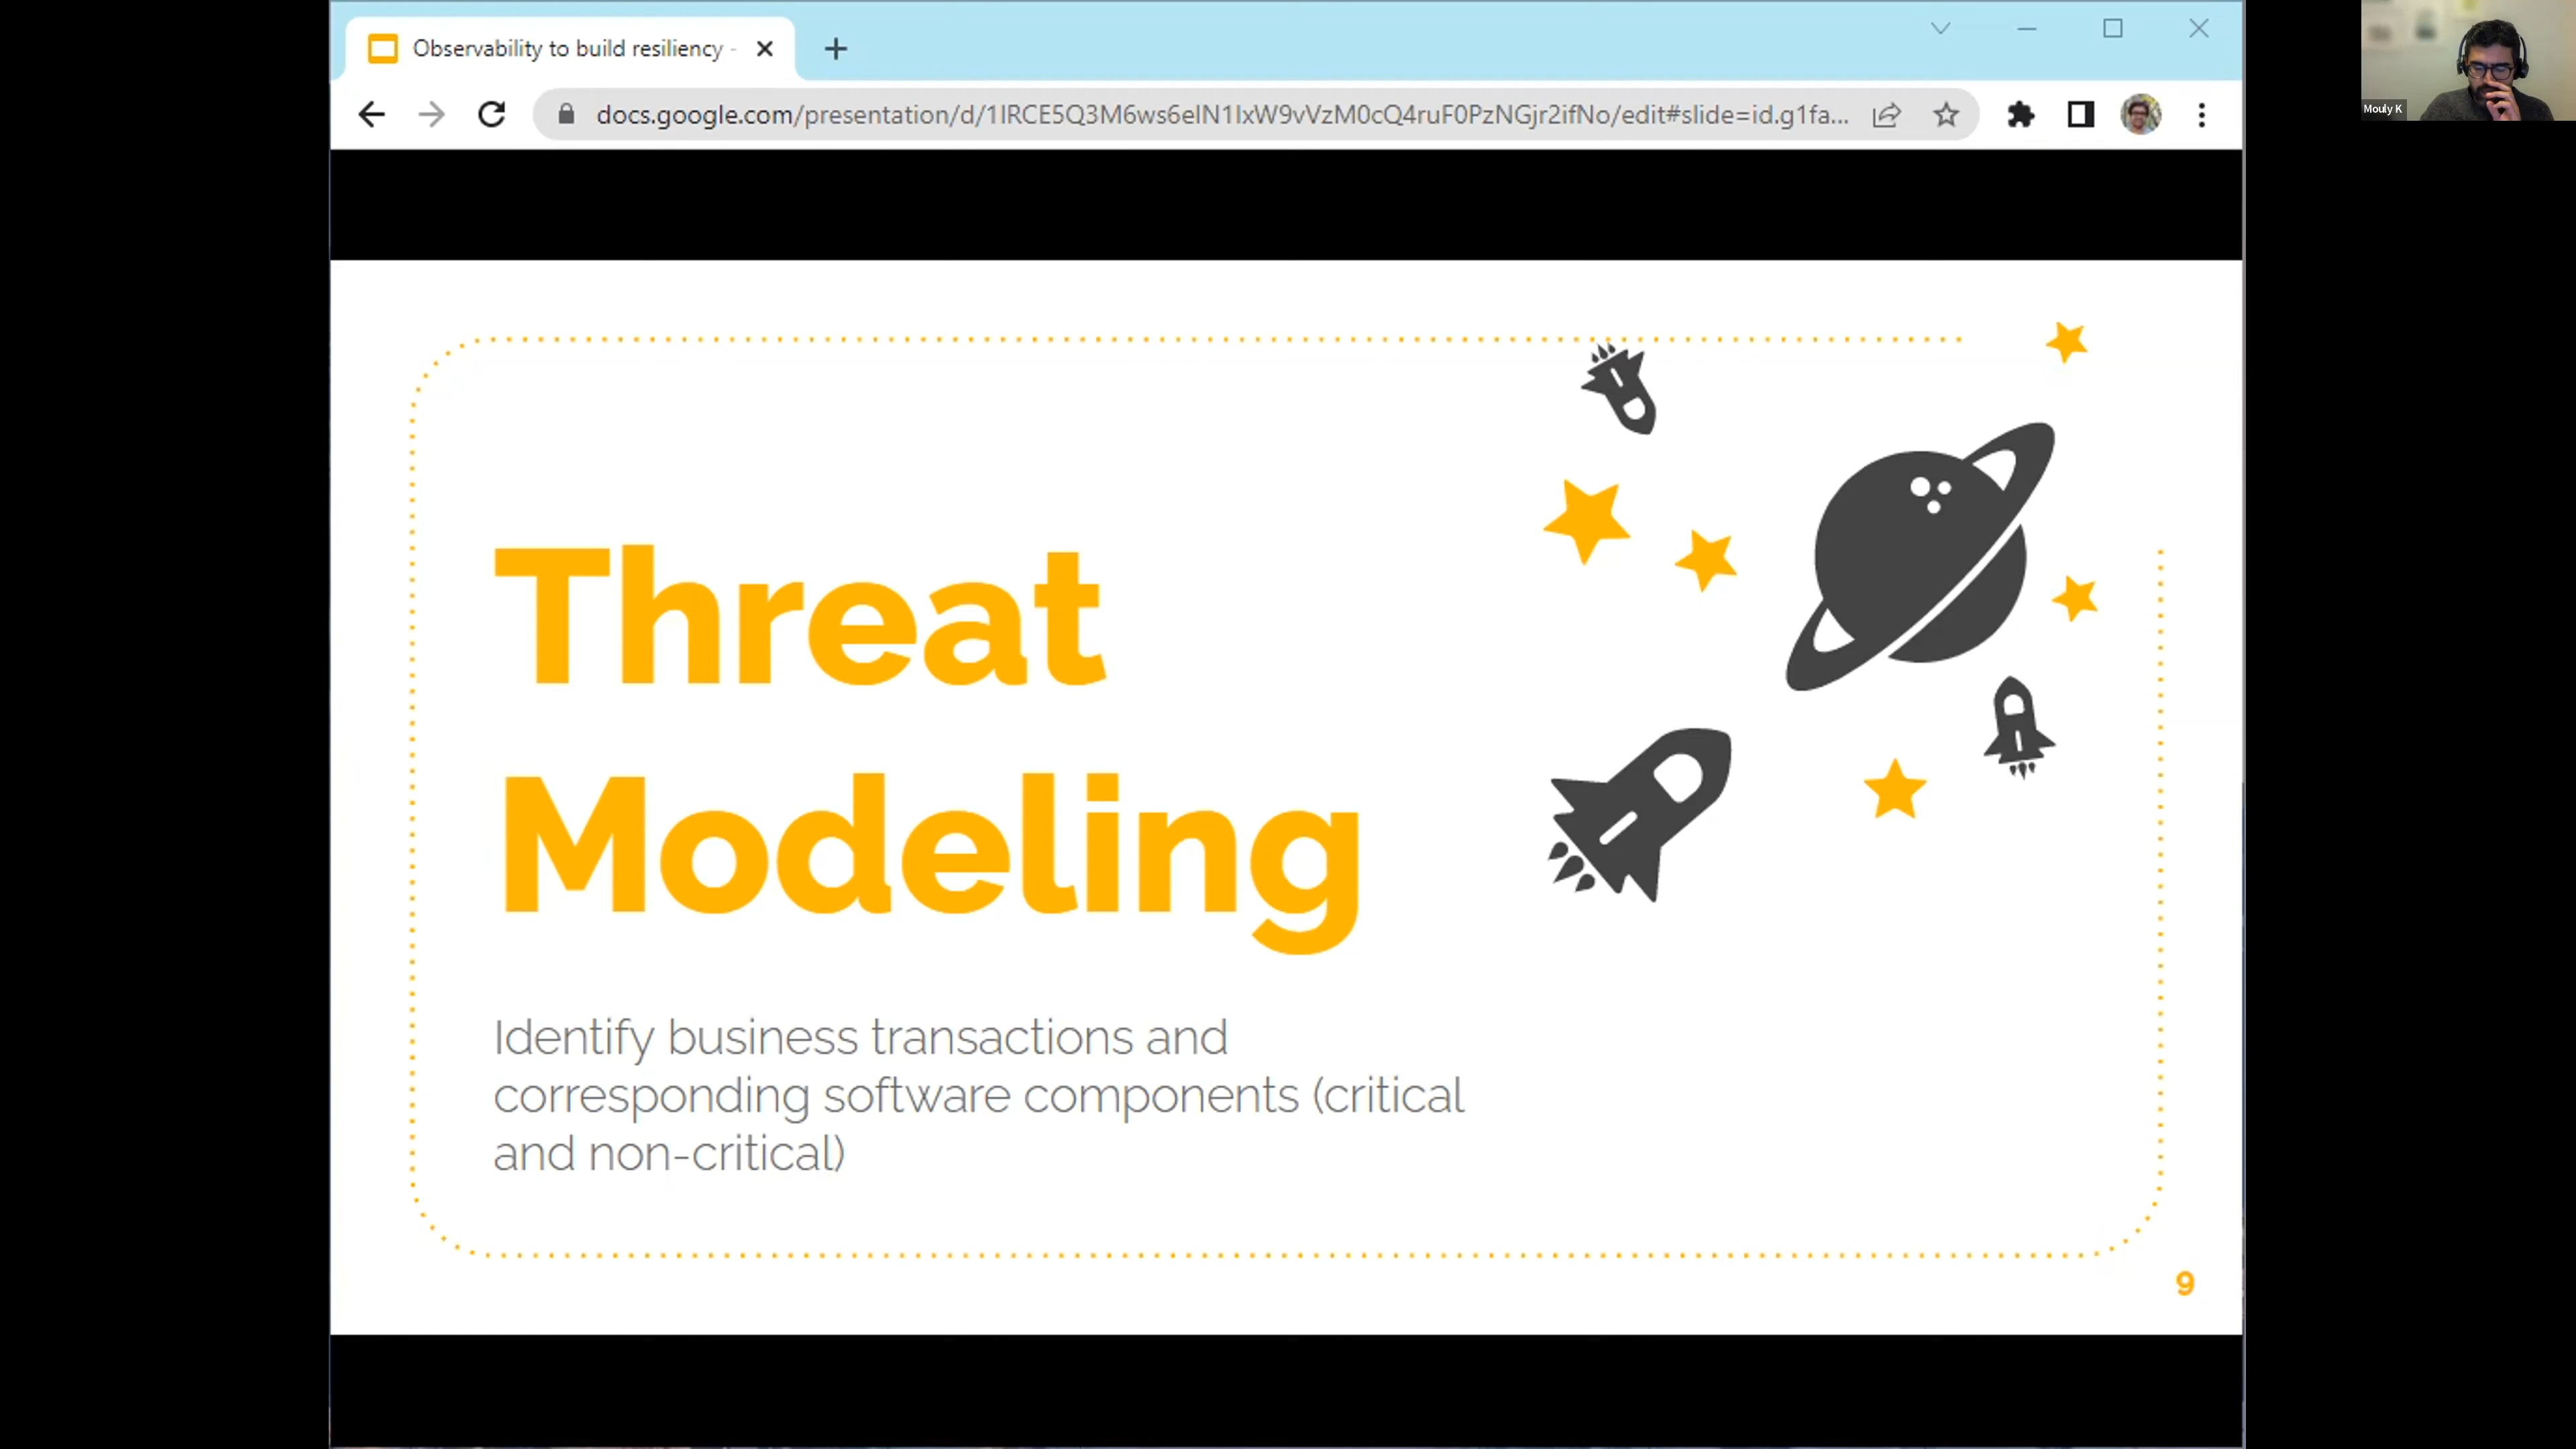 Observability to build resiliency -
docs.google.com/presentation/d/1IRCE5Q3M6ws6elN1IxW9vVzM0cQ4ruF0PzNGjr2ifNo/edit#slide=id.g1fa...
Mouly K
Threat
Modeling
Identify business transactions and
corresponding software components (critical
and non-critical)
9